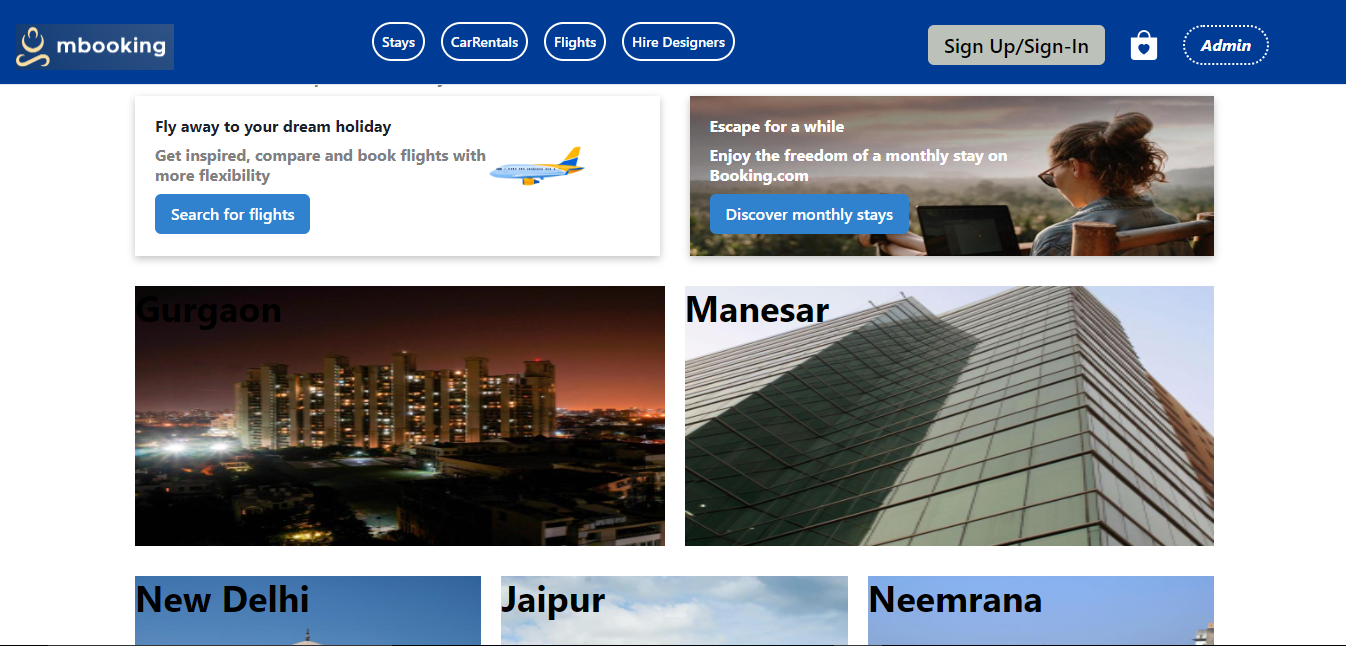 mbooking
Stays
CarRentals
Flights
Hire Designers
Sign Up/Sign-In
Admin
Fly away to your dream holiday
Get inspired, compare and book flights with
more flexibility
Search for flights
Escape for a while
Enjoy the freedom of a monthly stay on
Booking.com
Discover monthly stays
Gurgaon
Manesar
New Delhi
Jaipur
Neemrana